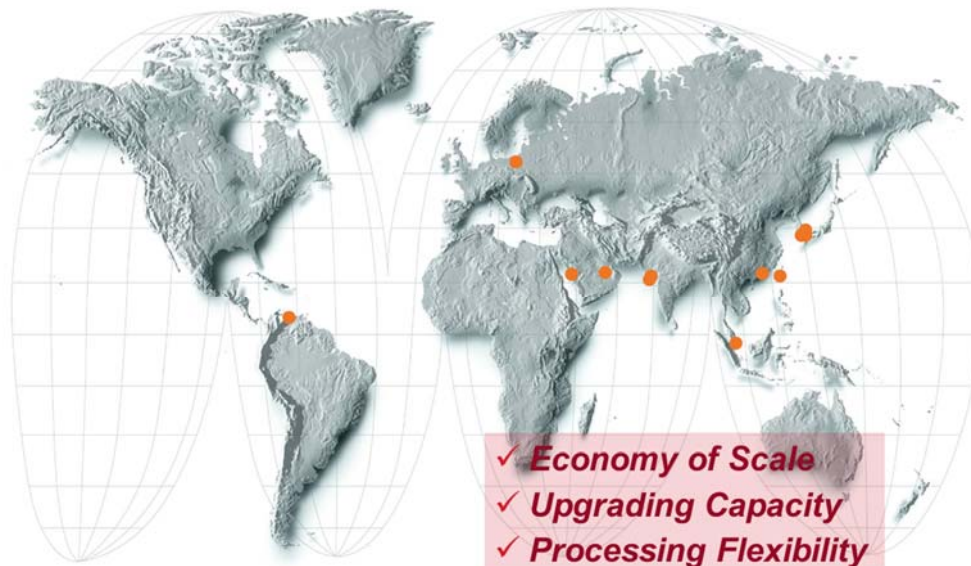 ✓ Economy of Scale
✓ Upgrading Capacity
✓ Processing Flexibility